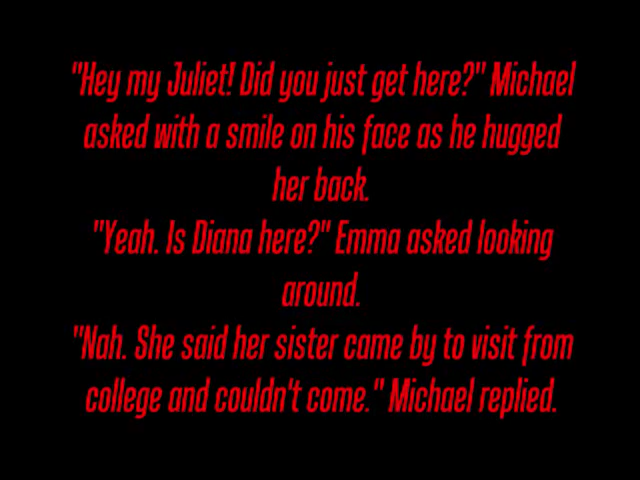 "Hey my Juliet! Did you just get here?" Michael
asked with a smile on his face as he hugged
her back.
"Yeah. Is Diana here?" Emma asked looking
around.
"Nah. She said her sister came by to visit from
college and couldn't come." Michael replied.